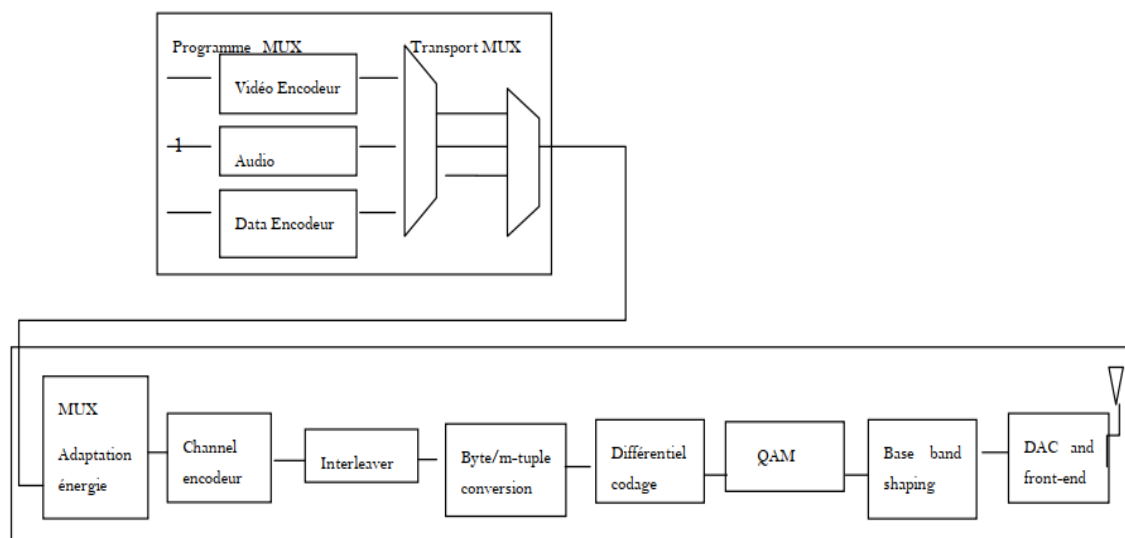 Programme MUX
Transport MUX
Vidéo Encodeur
1
Audio
Data Encodeur
MUX
Adaptation
énergie
Channel
encodeur
Interleaver
Byte/m-tuple
conversion
Différentiel
codage
QAM
Base band
shaping
DAC and
front-end